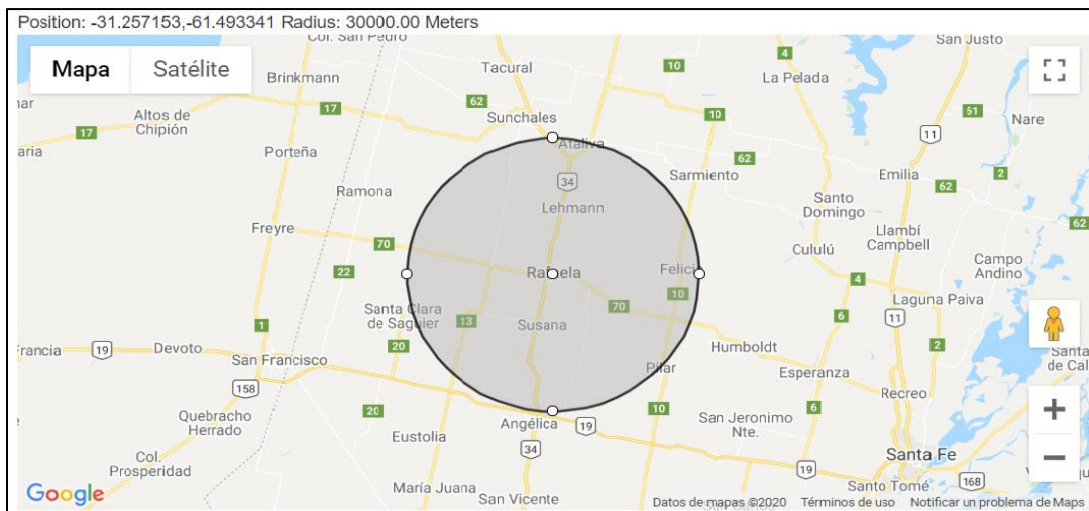 Position: -31.257153,-61.493341 Radius: 30000.00 Meters
Mapa Satélite
Col. San Pedro
San Justo
Tacural
10
4
La Pelada
Brinkmann
17
62
Sunchales
10
51
Nare
Altos de
Chipión
17
11
Ataliva
Porteña
62
Sarmiento
Emilia
2
34
62
Ramona
Lehmann
Santo
Domingo
62
Freyre
70
Llambí
Campbell
Cululú
22
Rafaela
Felicia
Campo
Andino
4
10
Santa Clara
de Saguier
70
Laguna Paiva
1
13
Susana
6
11
Francia
19
Devoto
20
Humboldt
2
San Francisco
Pilar
Esperanza
158
Recreo
20
10
6
Quebracho
Herrado
Angélica
19
San Jeronimo
Nte.
Eustolia
34
Santa Fe
Col.
Prosperidad
19
Google
María Juana
San Vicente
Santo Tomé
168
Datos de mapas ©2020 Términos de uso Notificar un problema de Maps